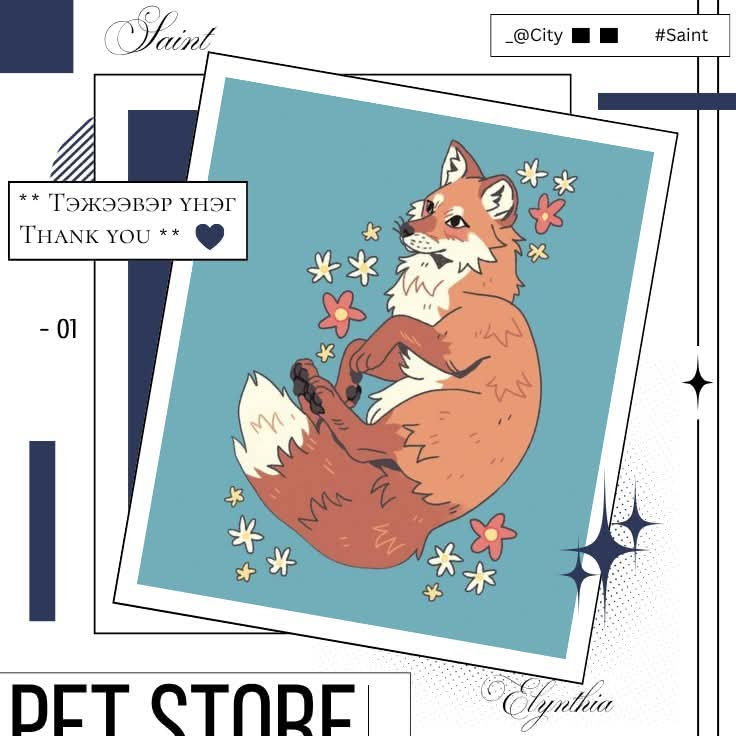 Saint
_@City #Saint
** Тэжээвэр үнэг
Thank you **
- 01
Elynthia
PET STORE